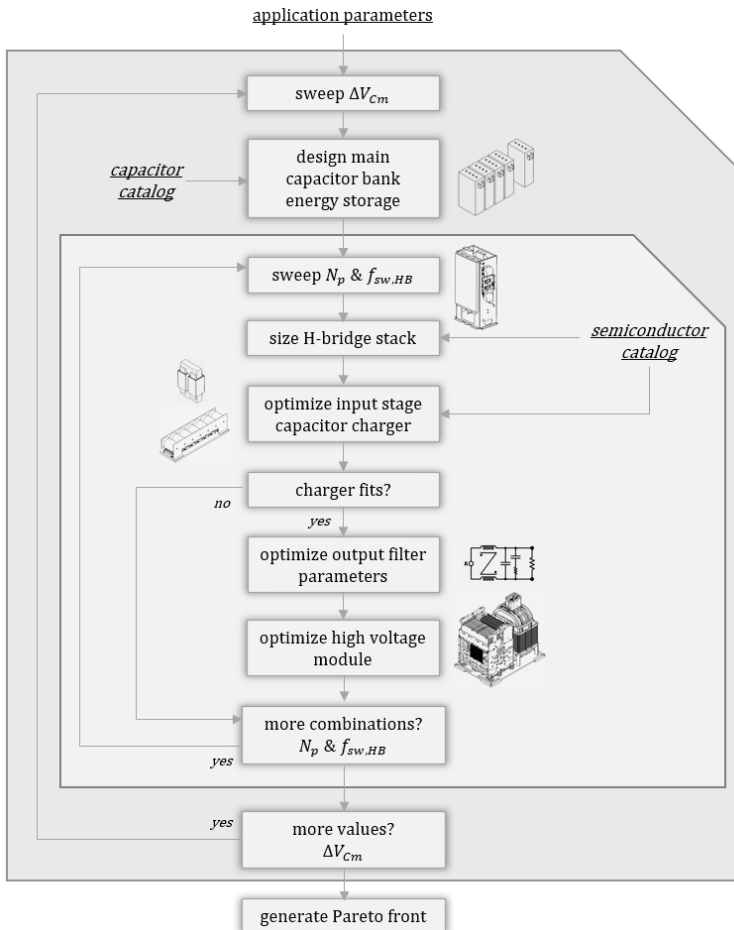 application parameters
sweep ΔV_Cm
design main
capacitor bank
energy storage
capacitor
catalog
sweep N_p & f_sw,HB
size H-bridge stack
semiconductor
catalog
optimize input stage
capacitor charger
charger fits?
no
yes
optimize output filter
parameters
optimize high voltage
module
more combinations?
N_p & f_sw,HB
yes
yes
more values?
ΔV_Cm
generate Pareto front